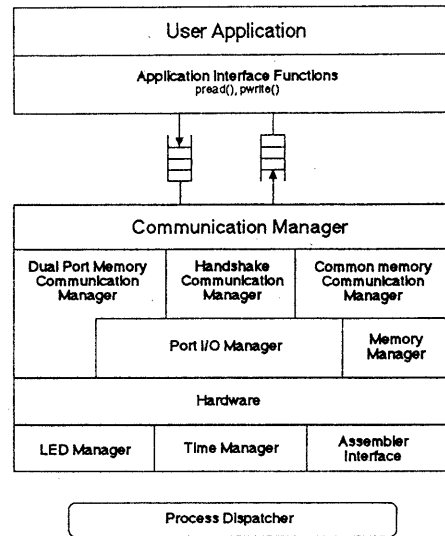 User Application
Application Interface Functions
pread(), pwrite()
Communication Manager
Dual Port Memory
Communication
Manager
Handshake
Communication
Manager
Common memory
Communication
Manager
Port I/O Manager
Memory
Manager
Hardware
LED Manager
Time Manager
Assembler
Interface
Process Dispatcher